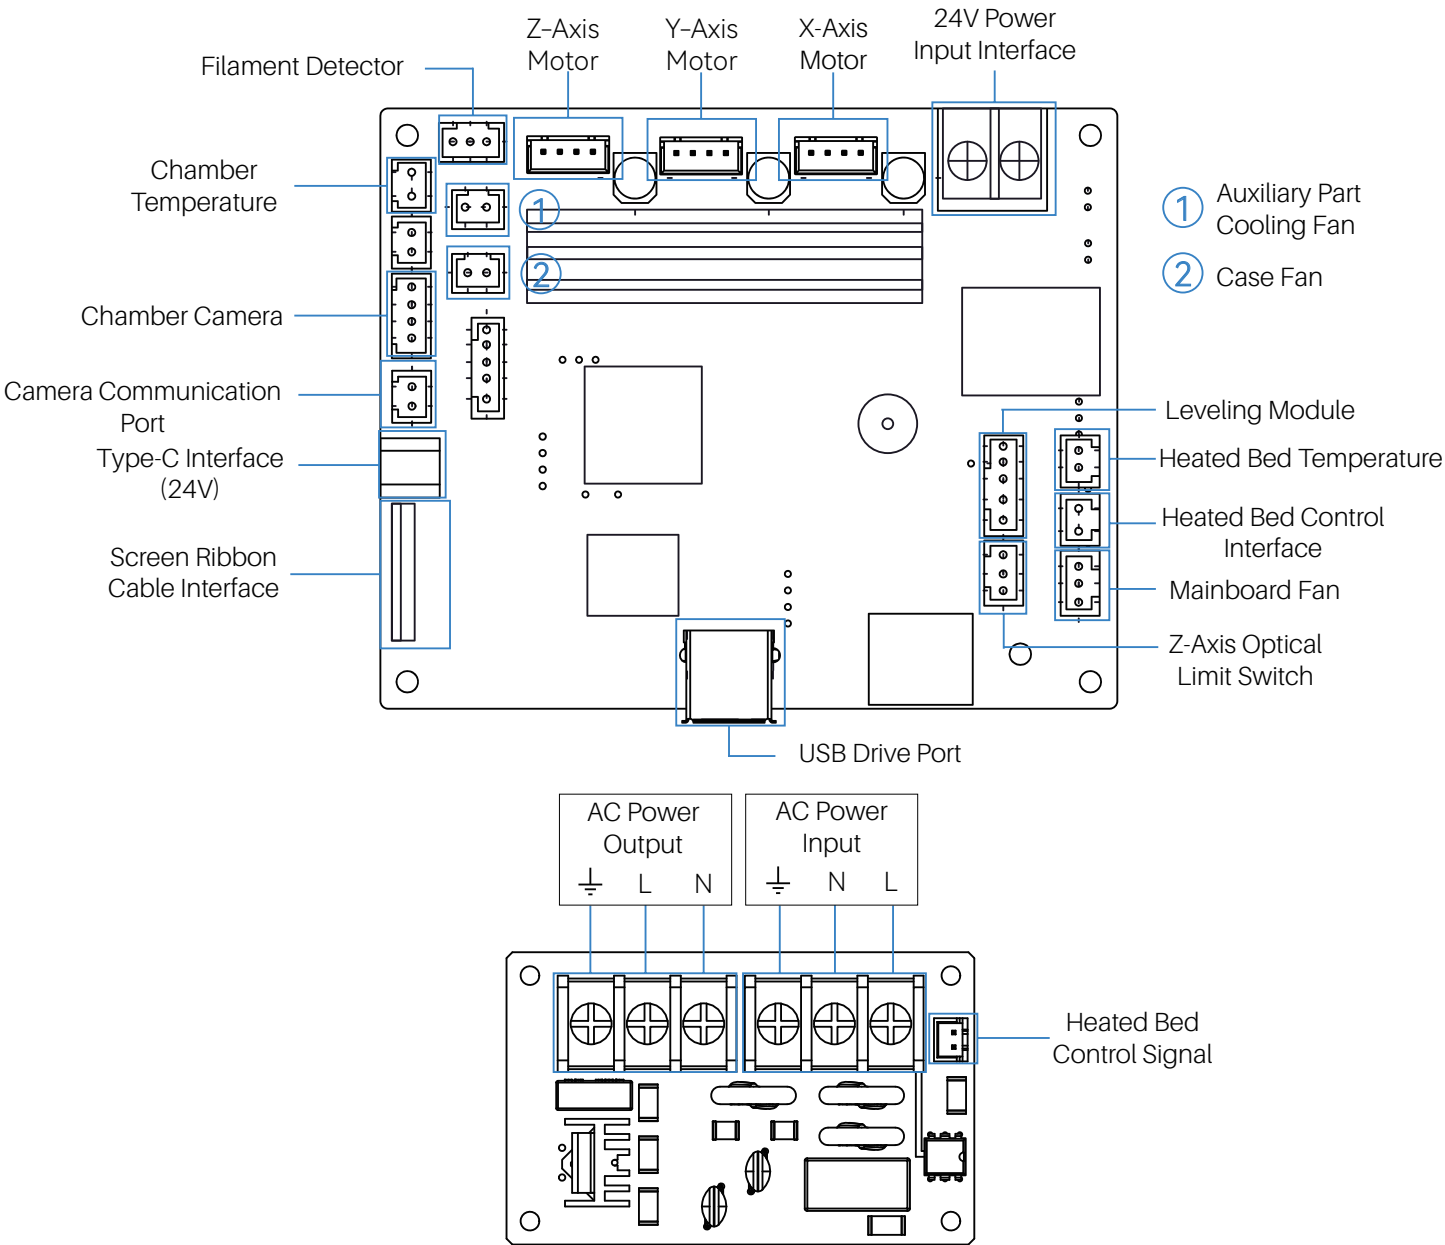 Z-Axis
Motor
Y-Axis
Motor
X-Axis
Motor
24V Power
Input Interface
Filament Detector
Chamber
Temperature
1
2
1 Auxiliary Part
Cooling Fan
2 Case Fan
Chamber Camera
Camera Communication
Port
Type-C Interface
(24V)
Screen Ribbon
Cable Interface
Leveling Module
Heated Bed Temperature
Heated Bed Control
Interface
Mainboard Fan
Z-Axis Optical
Limit Switch
USB Drive Port
AC Power
Output
L N
AC Power
Input
N L
Heated Bed
Control Signal